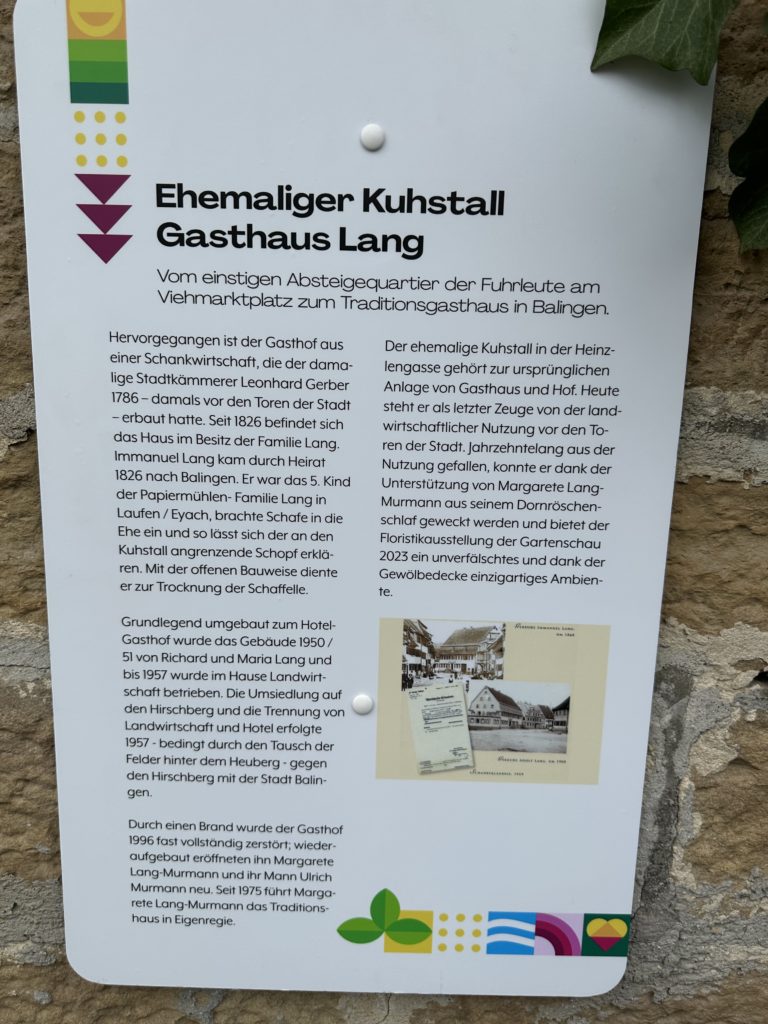 Ehemaliger Kuhstall
Gasthaus Lang
Vom einstigen Absteigequartier der Fuhrleute am
Viehmarktplatz zum Traditionsgasthaus in Balingen.
Hervorgegangen ist der Gasthof aus
einer Schankwirtschaft, die der dama-
lige Stadtkämmerer Leonhard Gerber
1786 – damals vor den Toren der Stadt
– erbaut hatte. Seit 1826 befindet sich
das Haus im Besitz der Familie Lang.
Immanuel Lang kam durch Heirat
1826 nach Balingen. Er war das 5. Kind
der Papiermühlen- Familie Lang in
Laufen / Eyach, brachte Schafe in die
Ehe ein und so lässt sich der an den
Kuhstall angrenzende Schopf erklä-
ren. Mit der offenen Bauweise diente
er zur Trocknung der Schaffelle.
Grundlegend umgebaut zum Hotel-
Gasthof wurde das Gebäude 1950 /
51 von Richard und Maria Lang und
bis 1957 wurde im Hause Landwirt-
schaft betrieben. Die Umsiedlung auf
den Hirschberg und die Trennung von
Landwirtschaft und Hotel erfolgte
1957 - bedingt durch den Tausch der
Felder hinter dem Heuberg - gegen
den Hirschberg mit der Stadt Balin-
gen.
Durch einen Brand wurde der Gasthof
1996 fast vollständig zerstört; wieder-
aufgebaut eröffneten ihn Margarete
Lang-Murmann und ihr Mann Ulrich
Murmann neu. Seit 1975 führt Marga-
rete Lang-Murmann das Traditions-
haus in Eigenregie.
Der ehemalige Kuhstall in der Heinz-
lengasse gehört zur ursprünglichen
Anlage von Gasthaus und Hof. Heute
steht er als letzter Zeuge von der land-
wirtschaftlicher Nutzung vor den To-
ren der Stadt. Jahrzehntelang aus der
Nutzung gefallen, konnte er dank der
Unterstützung von Margarete Lang-
Murmann aus seinem Dornröschen-
schlaf geweckt werden und bietet der
Floristikausstellung der Gartenschau
2023 ein unverfälschtes und dank der
Gewölbedecke einzigartiges Ambien-
te.